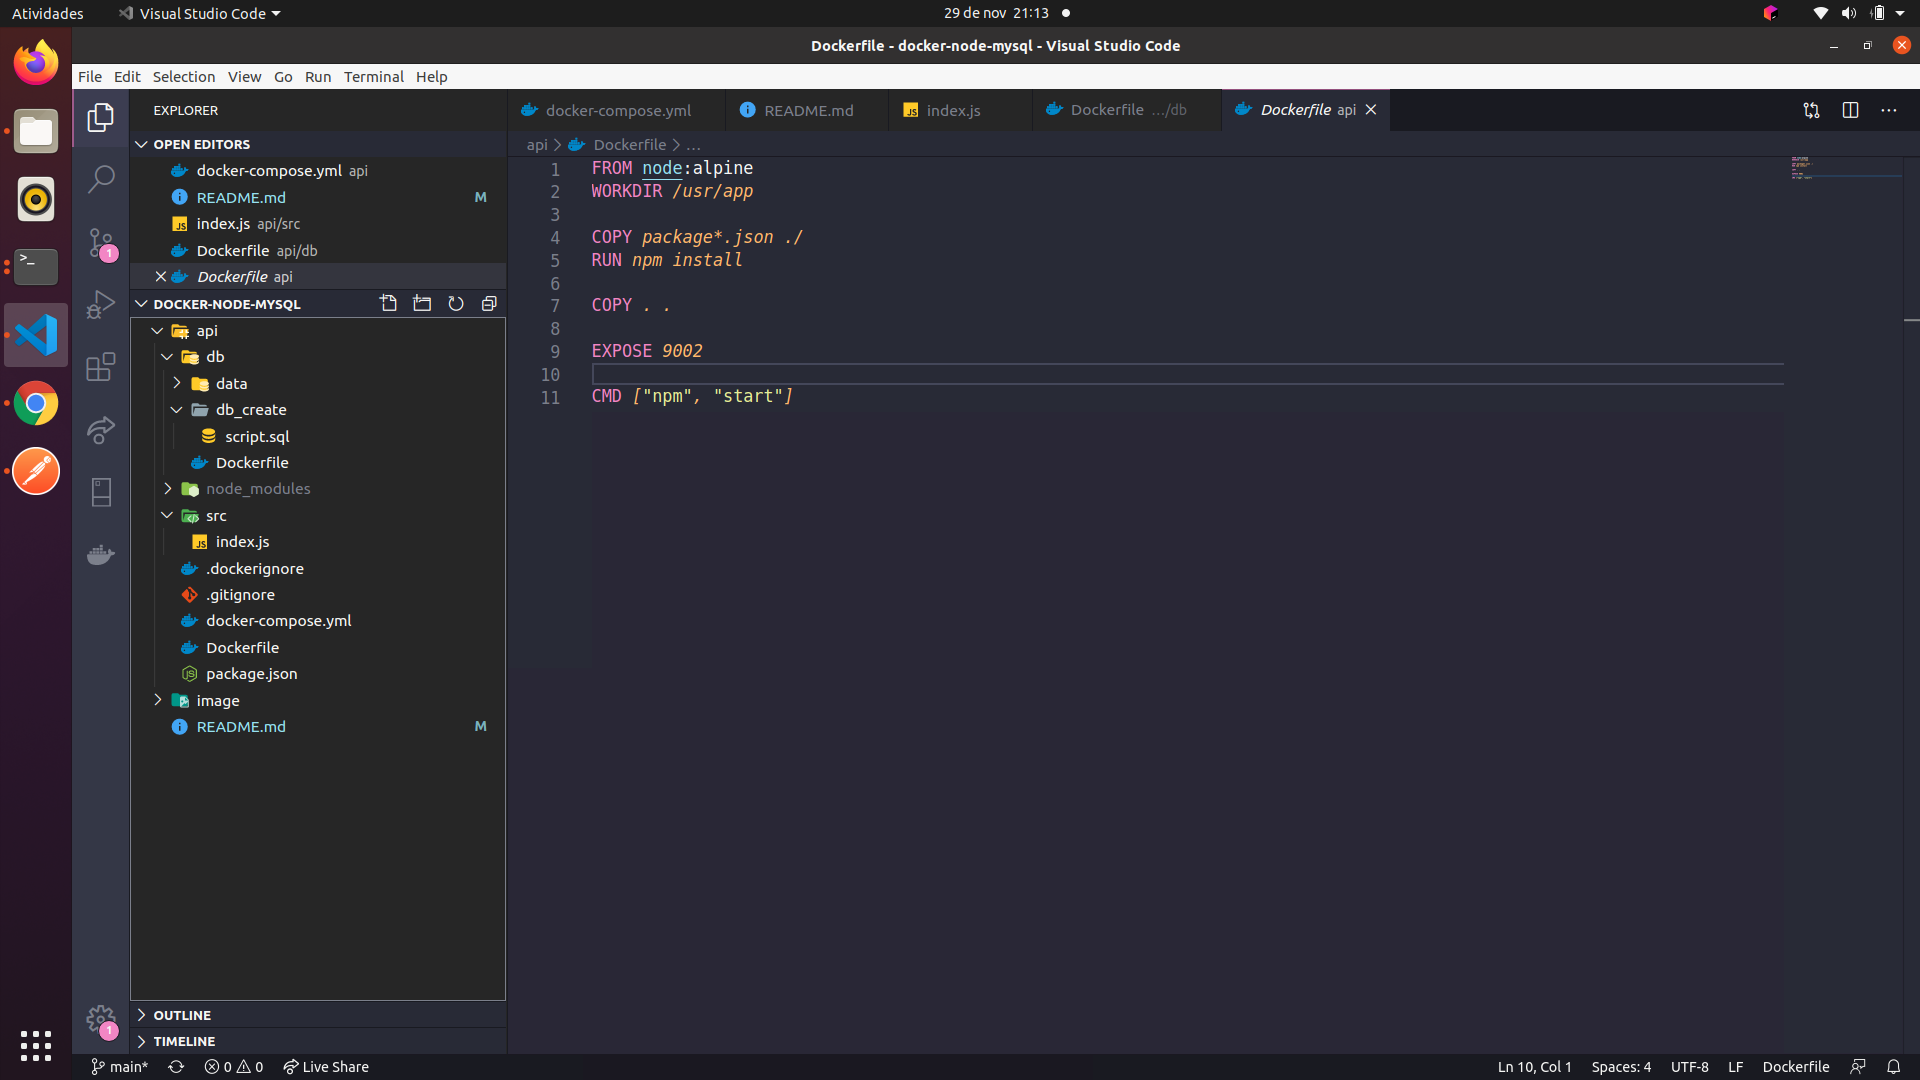 Atividades
Visual Studio Code
29 de nov 21:13
Dockerfile - docker-node-mysql - Visual Studio Code
File Edit Selection View Go Run Terminal Help
EXPLORER
OPEN EDITORS
docker-compose.yml api
README.md M
index.js api/src
Dockerfile api/db
Dockerfile api
DOCKER-NODE-MYSQL
api
db
data
db_create
script.sql
Dockerfile
node_modules
src
index.js
.dockerignore
.gitignore
docker-compose.yml
Dockerfile
package.json
image
README.md M
OUTLINE
TIMELINE
1
1
docker-compose.yml
README.md
index.js
Dockerfile .../db
Dockerfile api
api > Dockerfile > ...
1 FROM node:alpine
2 WORKDIR /usr/app
3
4 COPY package*.json ./
5 RUN npm install
6
7 COPY . .
8
9 EXPOSE 9002
10
11 CMD ["npm", "start"]
main* 0 0 Live Share
Ln 10, Col 1 Spaces: 4 UTF-8 LF Dockerfile